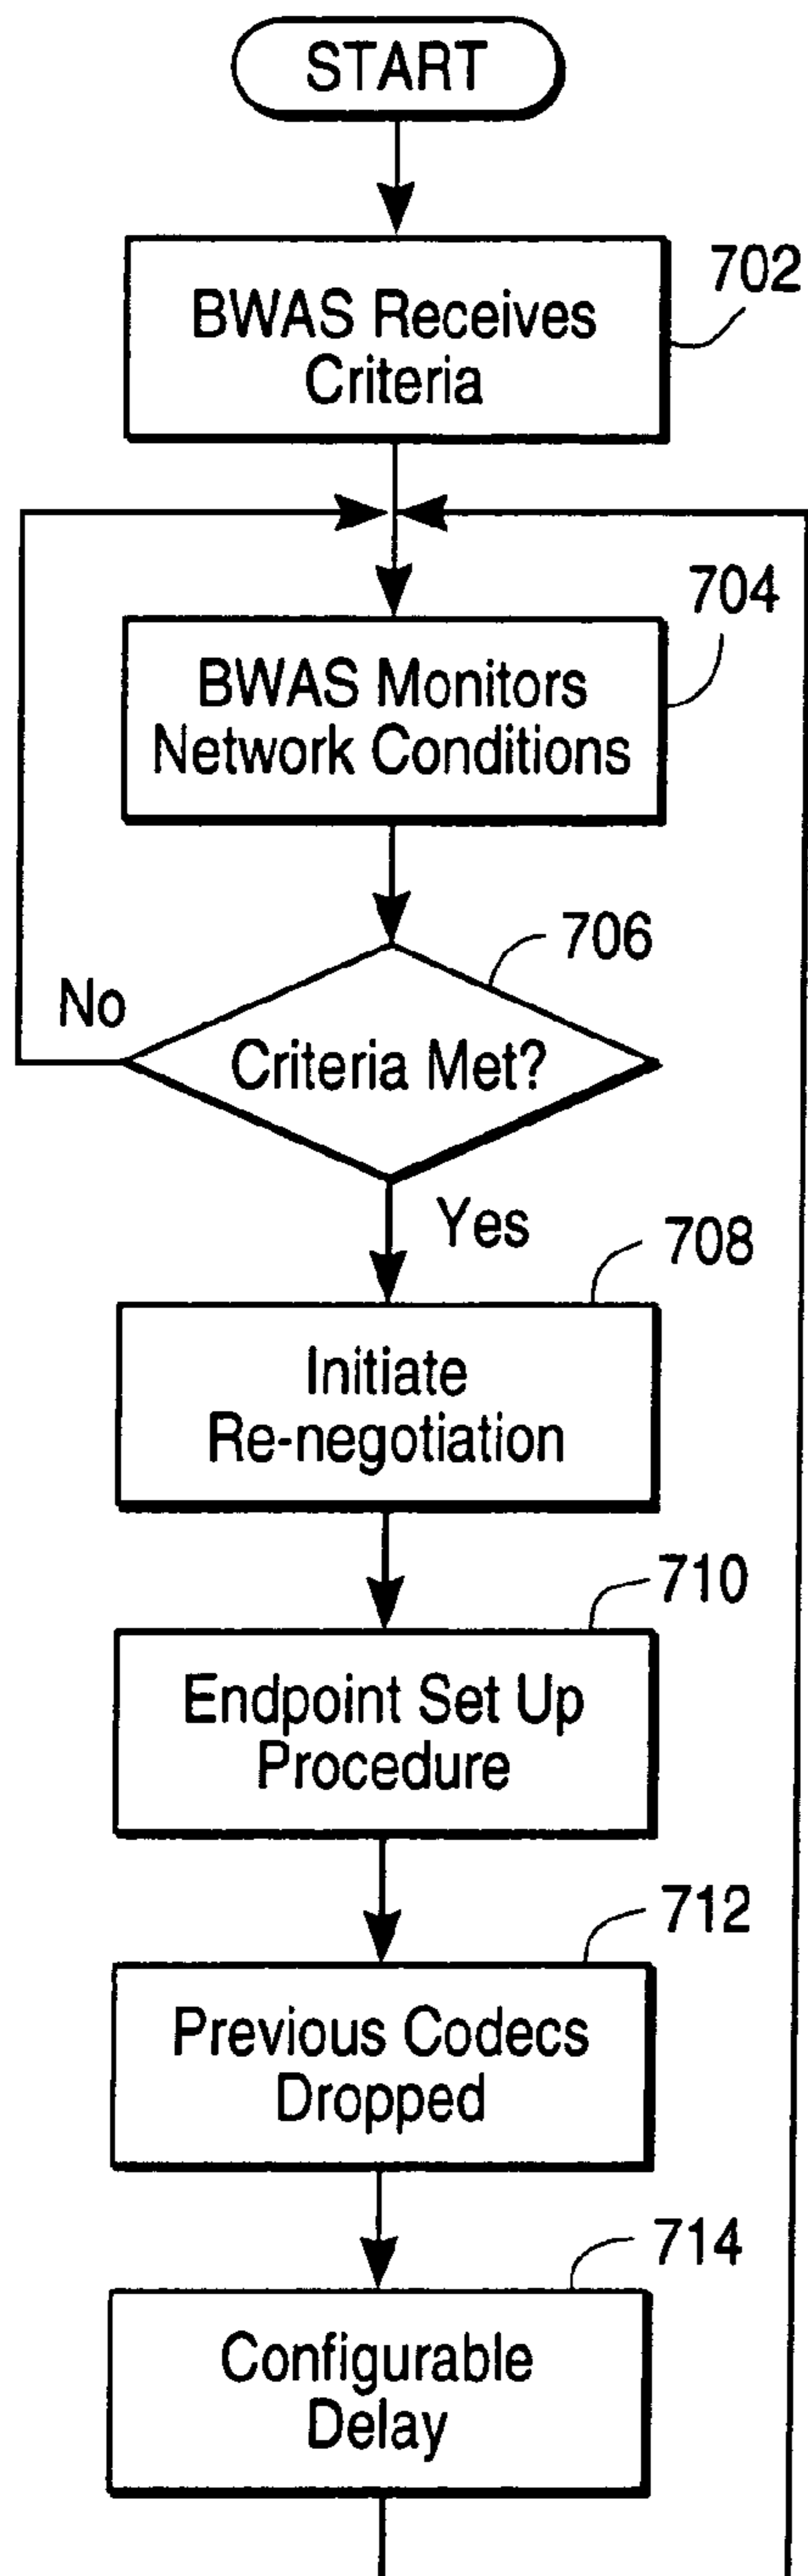 START
702
BWAS Receives
Criteria
704
BWAS Monitors
Network Conditions
706
No
Criteria Met?
Yes
708
Initiate
Re-negotiation
710
Endpoint Set Up
Procedure
712
Previous Codecs
Dropped
714
Configurable
Delay